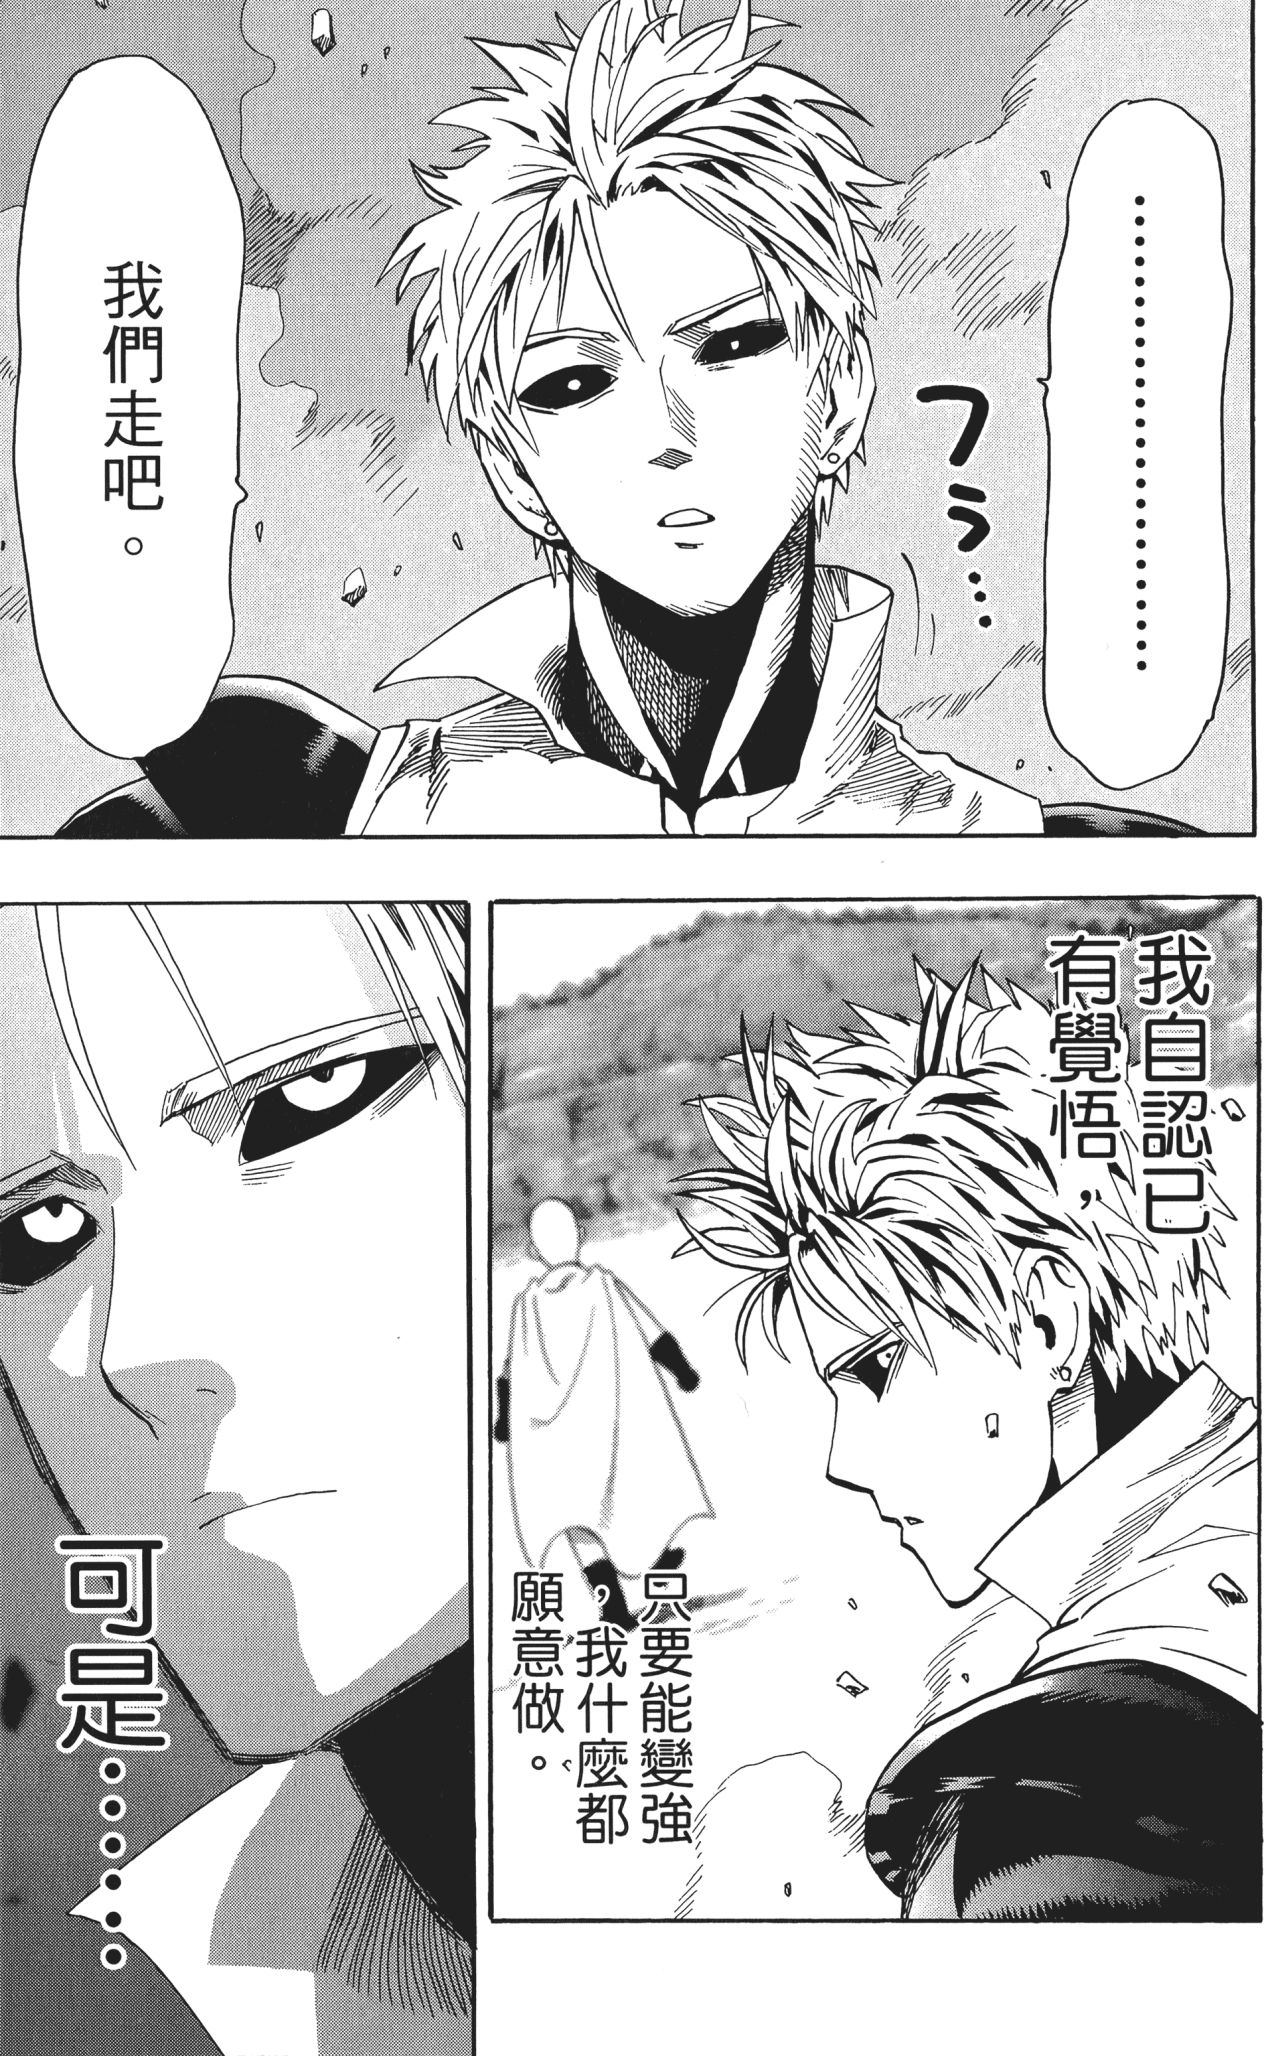 ………………………
フぅ…
我們走吧。
我自認已
有覺悟，
只要能變強
，我什麼都
願意做。
可是………